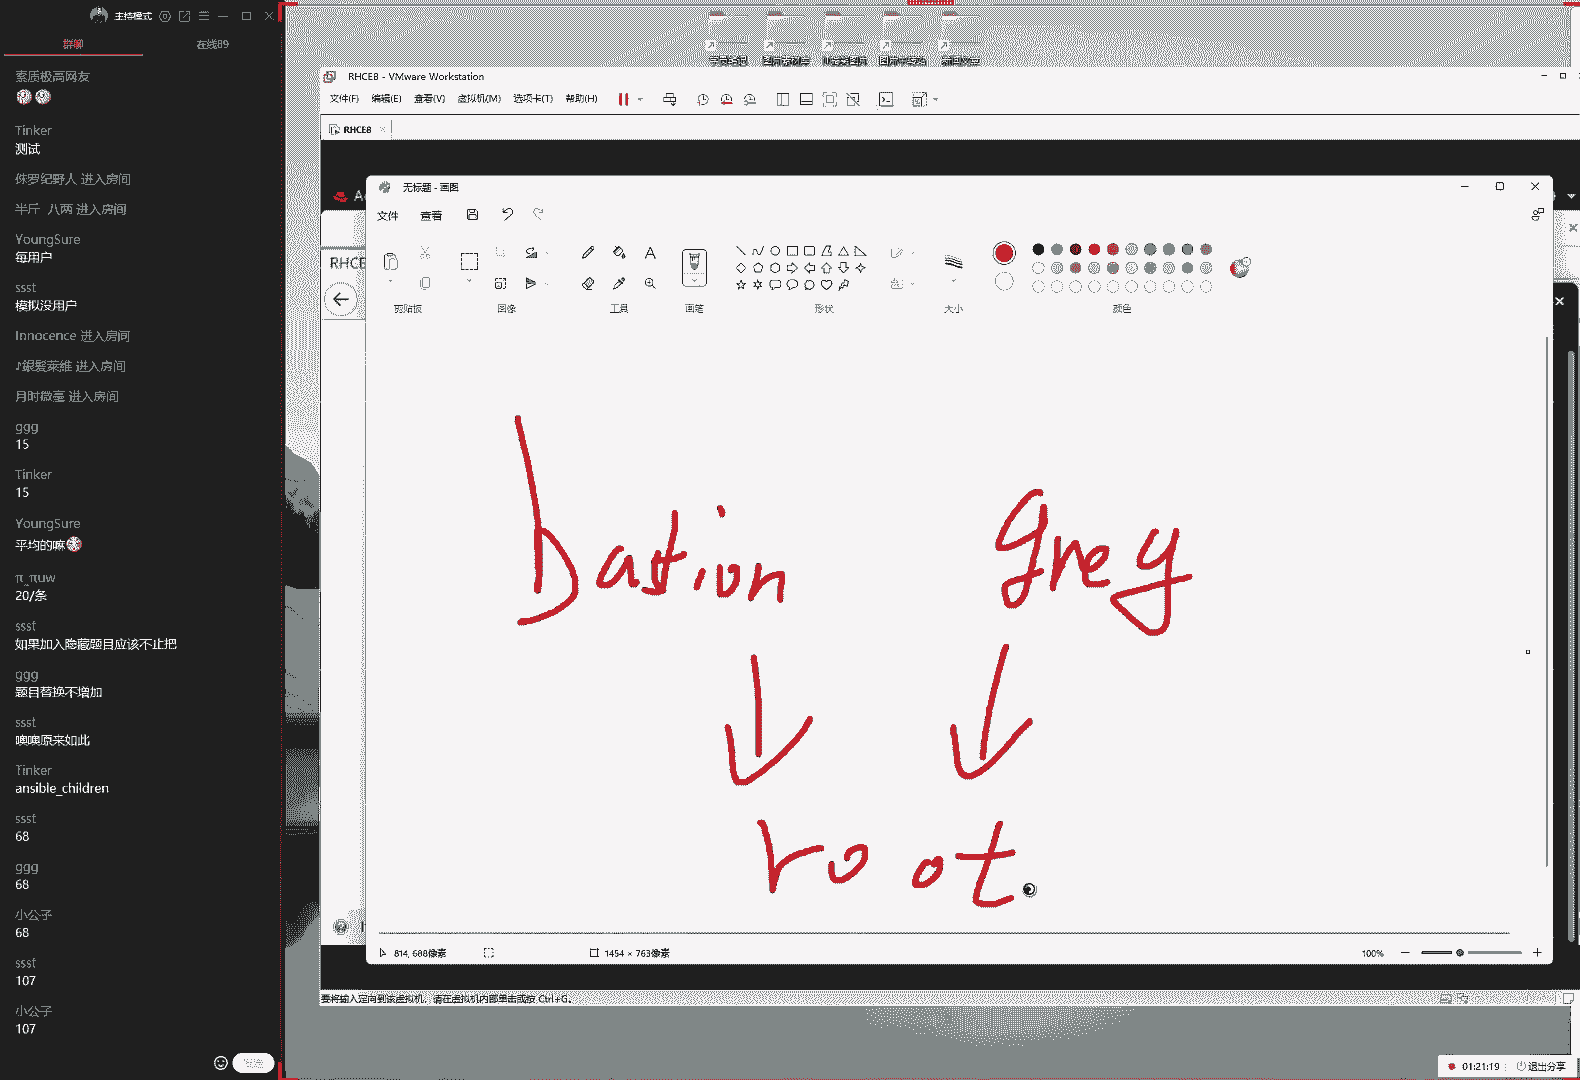 主持模式
群聊
在线89
素质极高网友
Tinker
测试
侏罗纪野人 进入房间
半斤 八两 进入房间
YoungSure
每用户
ssst
模拟没用户
Innocence 进入房间
♪銀髮萊維 进入房间
月时微毫 进入房间
ggg
15
Tinker
15
YoungSure
平均的嘛
π_πuw
20/条
ssst
如果加入隐藏题目应该不止把
ggg
题目替换不增加
ssst
噢噢原来如此
Tinker
ansible_children
ssst
68
ggg
68
小公子
68
ssst
107
小公子
107
RHCE8 - VMware Workstation
文件(F) 编辑(E) 查看(V) 虚拟机(M) 选项卡(T) 帮助(H)
RHCE8
无标题 - 画图
文件 查看
RHCE
剪贴板 图像 工具 画笔 形状 大小 颜色
bastion grey
root
814, 688像素 1454 × 763像素 100%
要将输入定向到该虚拟机，请在虚拟机内部单击或按 Ctrl+G。
01:21:19 退出分享